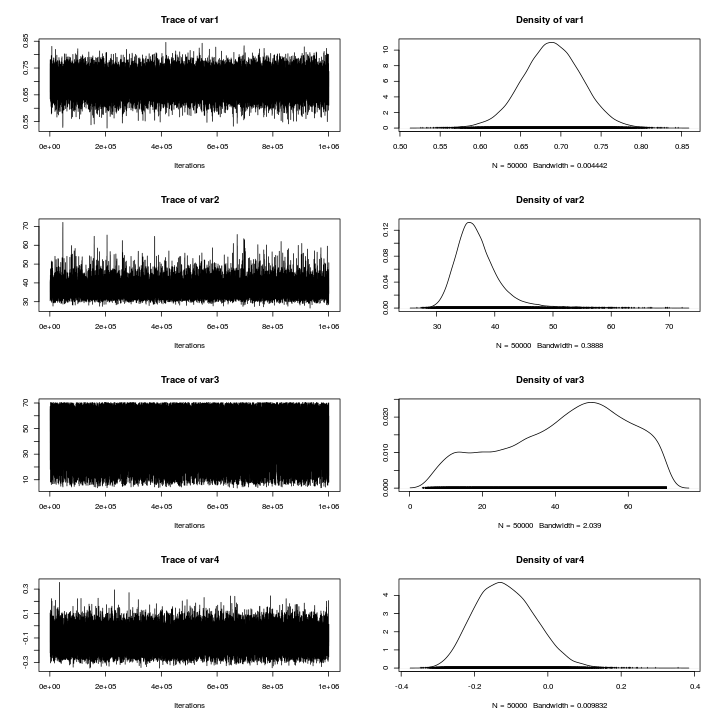 Trace of var1
0.55 0.65 0.75 0.85
0e+00 2e+05 4e+05 6e+05 8e+05 1e+06
Iterations
Density of var1
0 2 4 6 8 10
0.50 0.55 0.60 0.65 0.70 0.75 0.80 0.85
N = 50000 Bandwidth = 0.004442
Trace of var2
30 40 50 60 70
0e+00 2e+05 4e+05 6e+05 8e+05 1e+06
Iterations
Density of var2
0.00 0.04 0.08 0.12
30 40 50 60 70
N = 50000 Bandwidth = 0.3888
Trace of var3
10 30 50 70
0e+00 2e+05 4e+05 6e+05 8e+05 1e+06
Iterations
Density of var3
0.000 0.010 0.020
0 20 40 60
N = 50000 Bandwidth = 2.039
Trace of var4
-0.3 -0.1 0.1 0.3
0e+00 2e+05 4e+05 6e+05 8e+05 1e+06
Iterations
Density of var4
0 1 2 3 4
-0.4 -0.2 0.0 0.2 0.4
N = 50000 Bandwidth = 0.009832